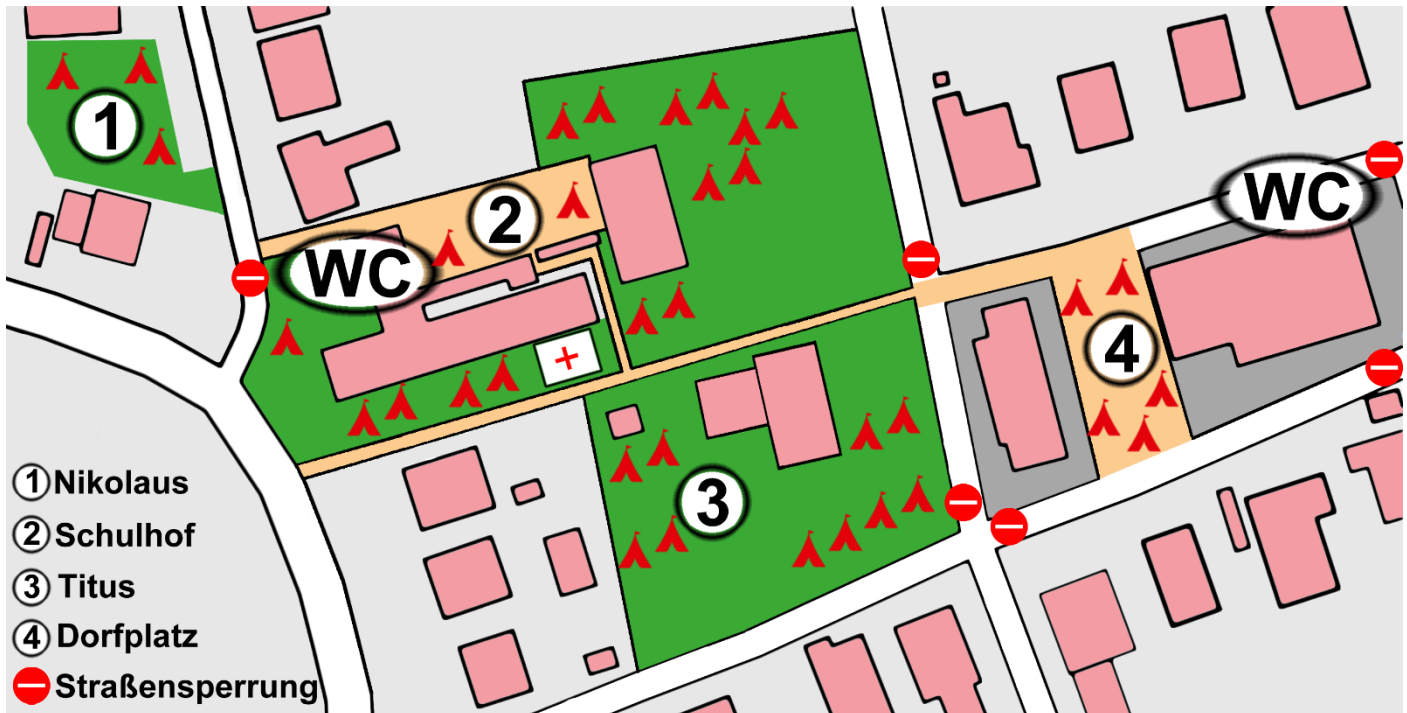 1
2
WC
WC
4
3
1 Nikolaus
2 Schulhof
3 Titus
4 Dorfplatz
Straßensperrung